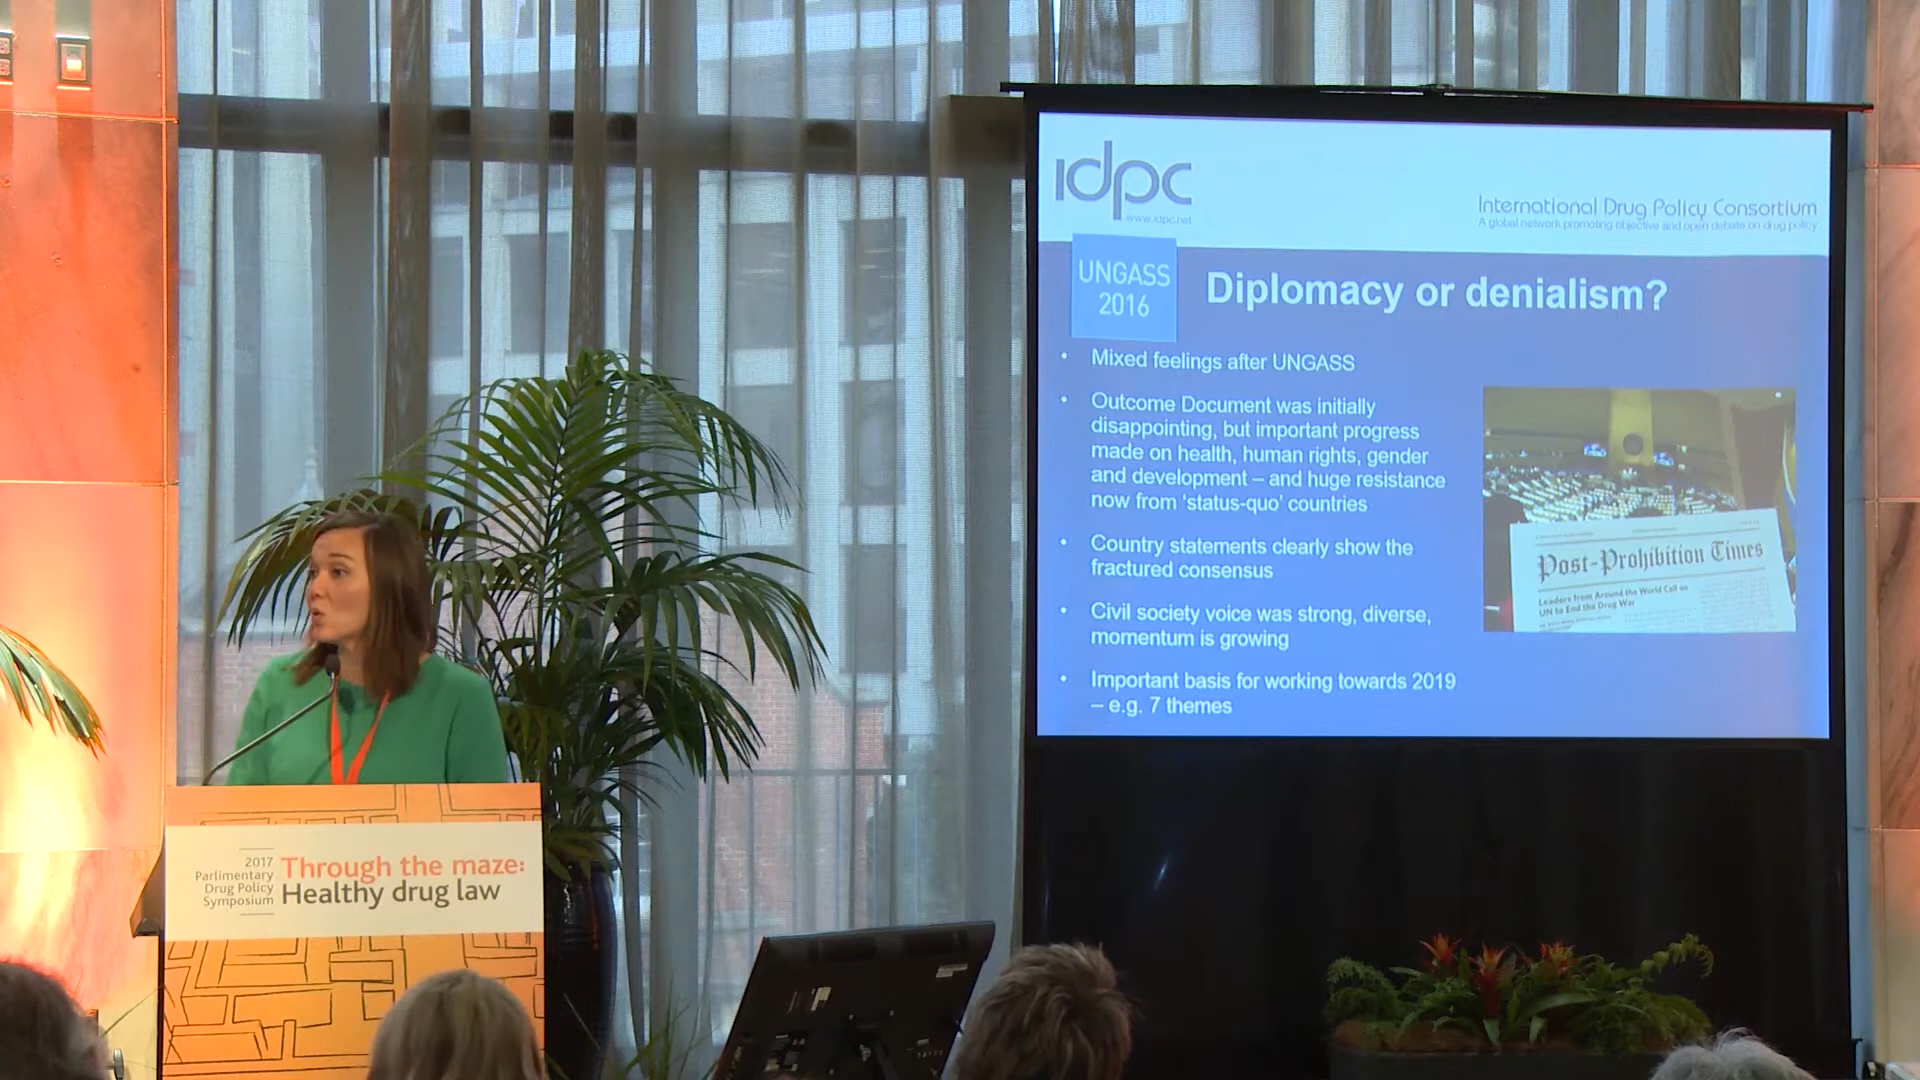 idpc
www.idpc.net
International Drug Policy Consortium
A global network promoting objective and open debate on drug policy
UNGASS
2016
Diplomacy or denialism?
• Mixed feelings after UNGASS
• Outcome Document was initially
disappointing, but important progress
made on health, human rights, gender
and development – and huge resistance
now from ‘status-quo’ countries
• Country statements clearly show the
fractured consensus
• Civil society voice was strong, diverse,
momentum is growing
• Important basis for working towards 2019
– e.g. 7 themes
Post-Prohibition Times
Leaders from Around the World Call on
UN to End the Drug War
2017
Parlimentary
Drug Policy
Symposium
Through the maze:
Healthy drug law